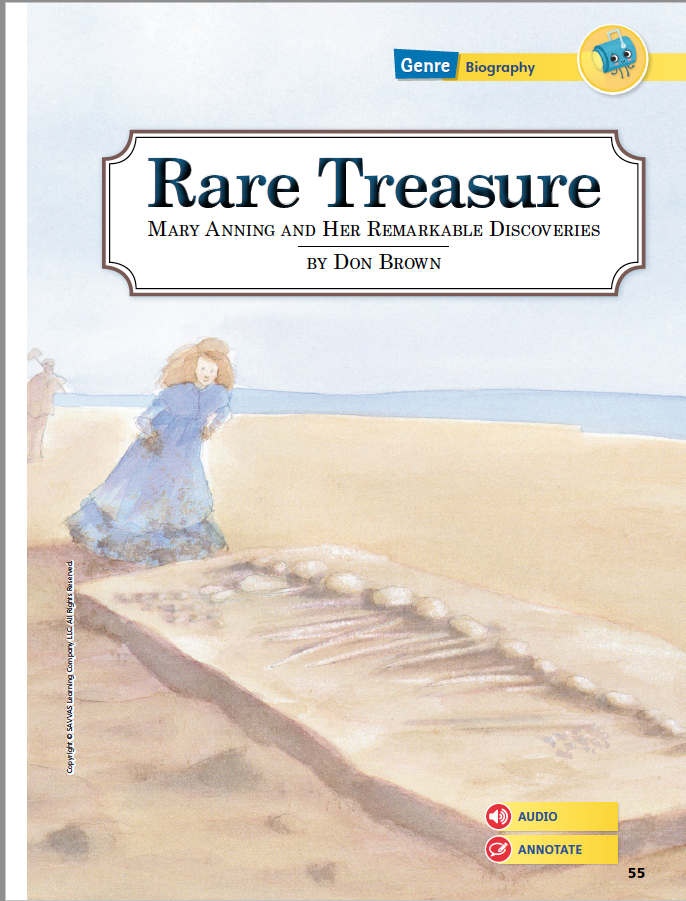 Genre Biography
Rare Treasure
MARY ANNING AND HER REMARKABLE DISCOVERIES
BY DON BROWN
Copyright © SAVVAS Learning Company LLC. All Rights Reserved.
AUDIO
ANNOTATE
55